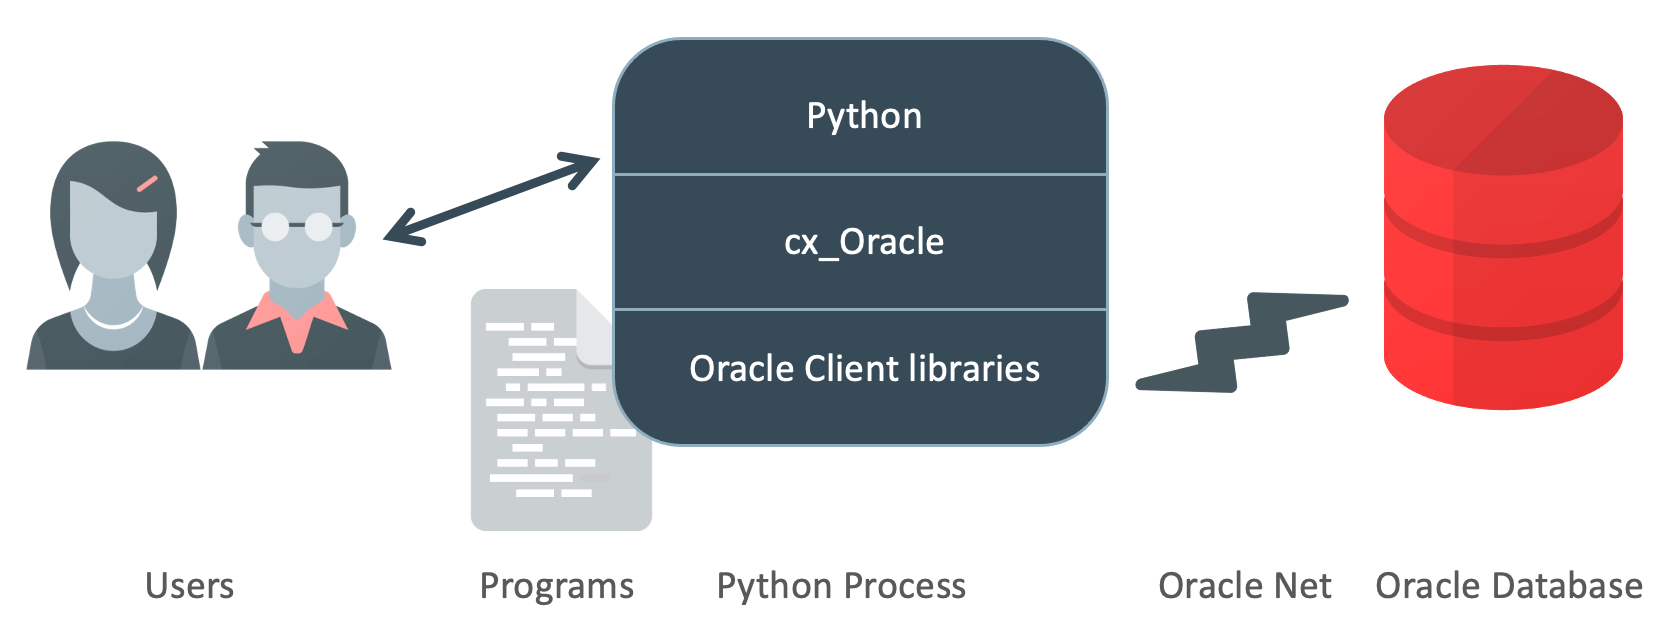 Python
cx_Oracle
Oracle Client libraries
Users
Programs
Python Process
Oracle Net
Oracle Database